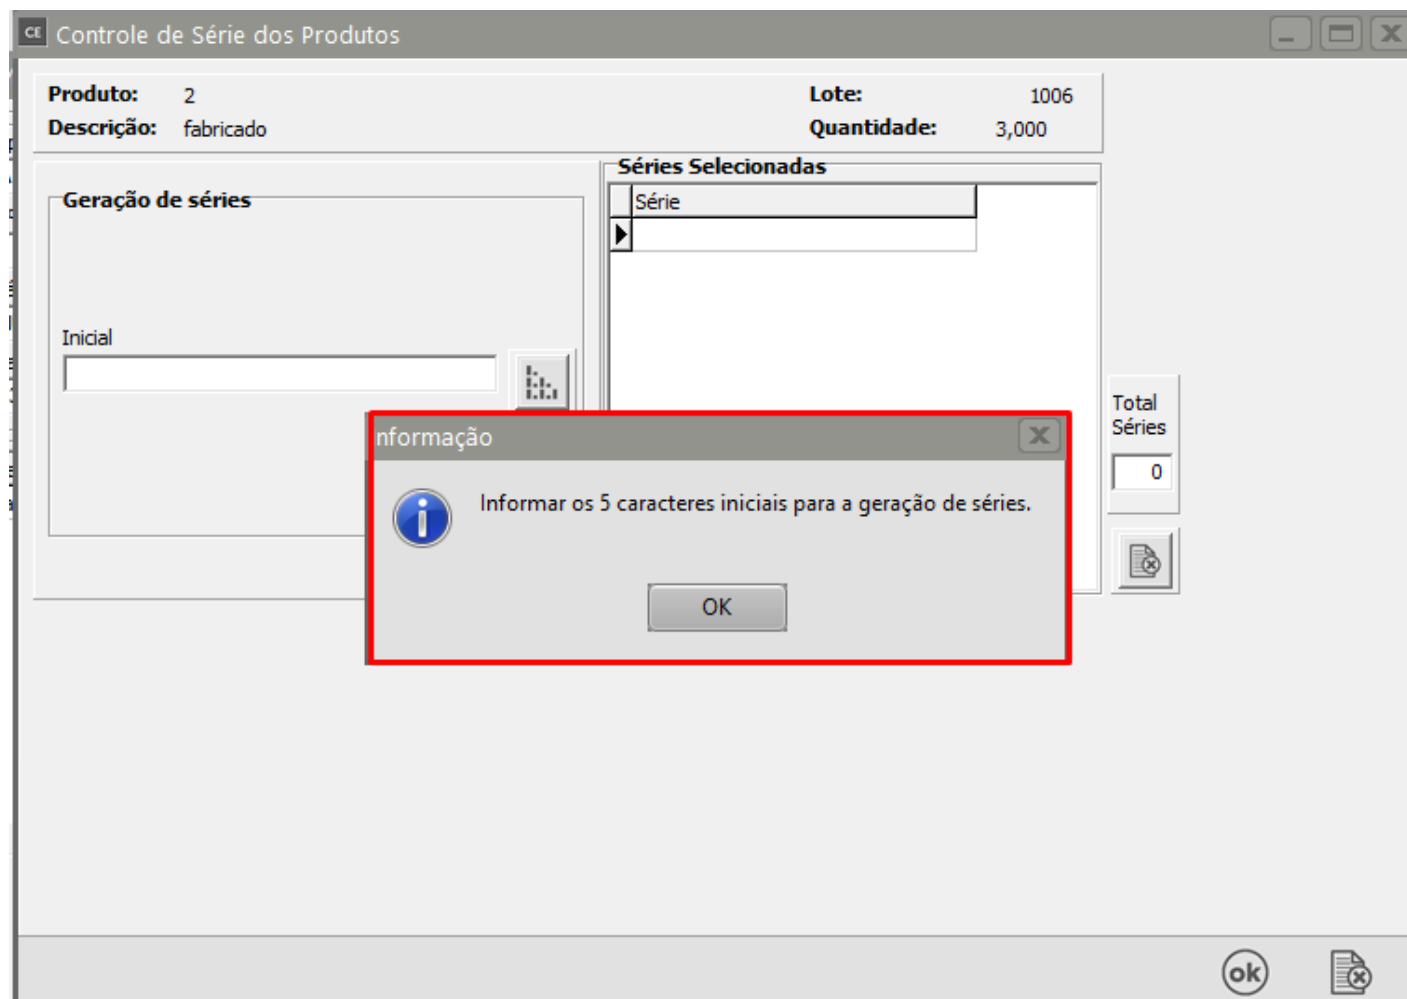 CE Controle de Série dos Produtos
Produto: 2 Lote: 1006
Descrição: fabricado Quantidade: 3,000
Geração de séries
Inicial
Séries Selecionadas
Série
Total
Séries
0
nformação
Informar os 5 caracteres iniciais para a geração de séries.
OK
ok